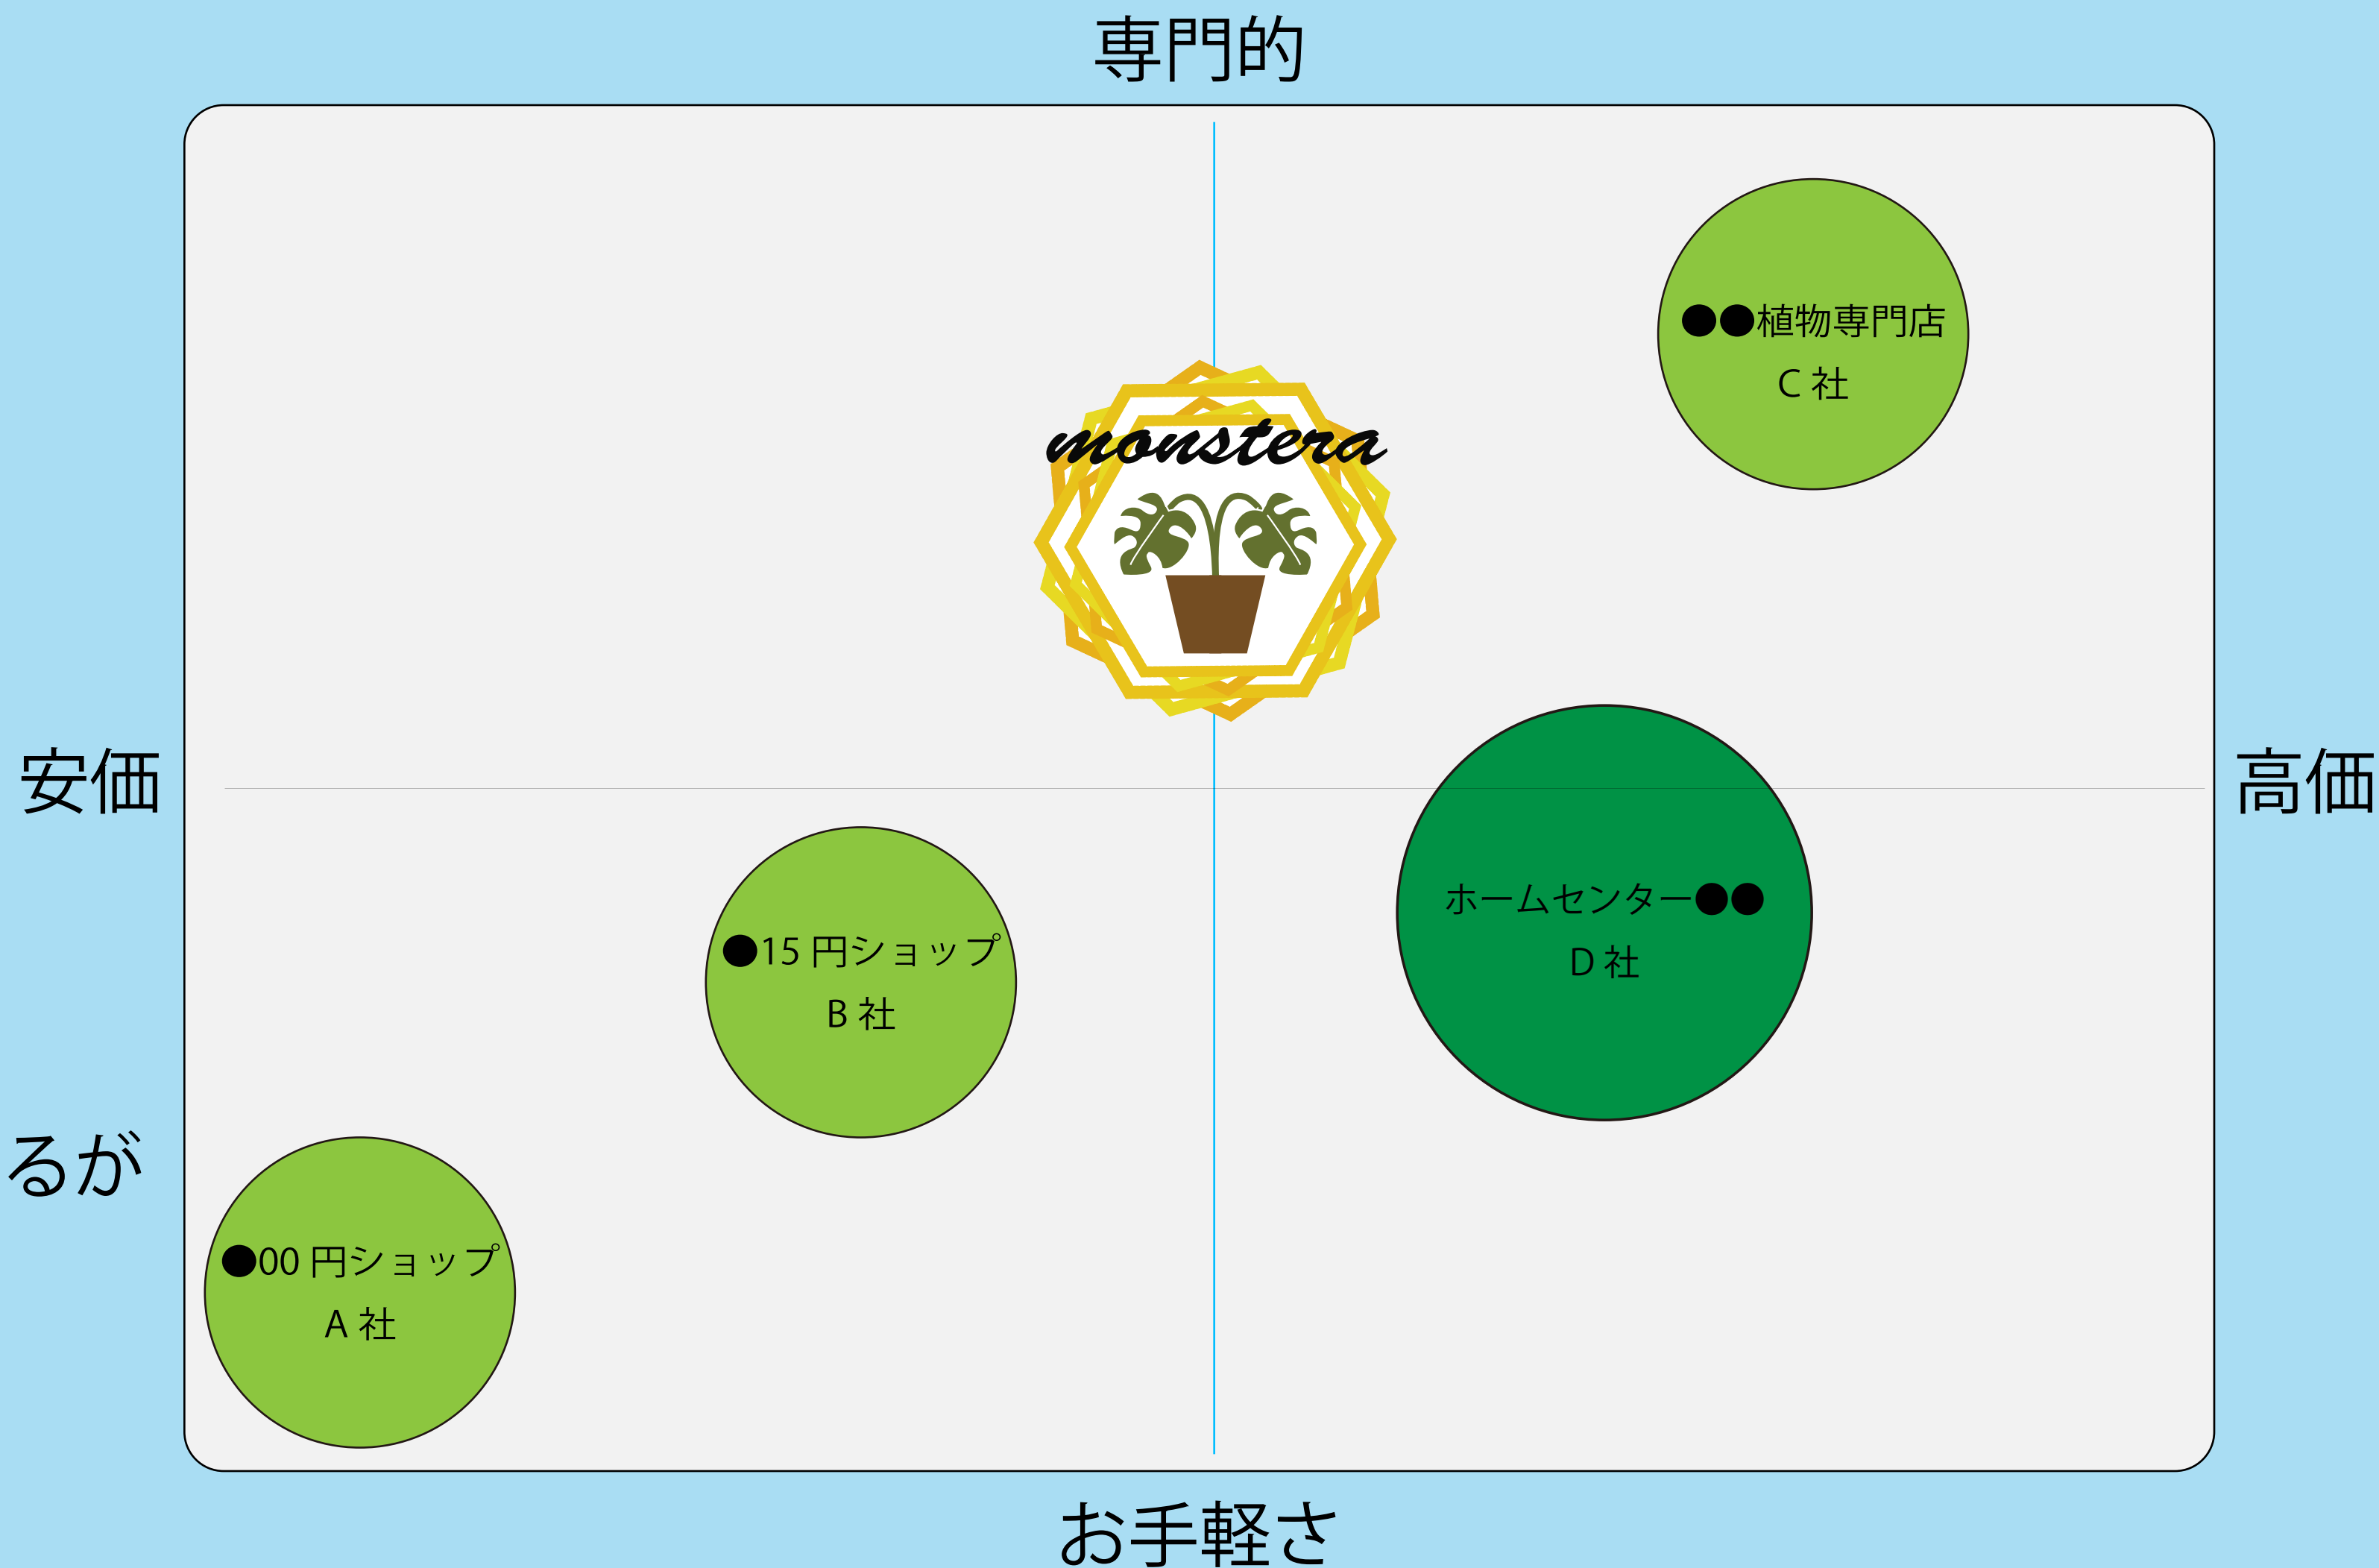 専門的
●●植物専門店
C 社
monstera
安価
高価
ホームセンター●●
D 社
●15 円ショップ
B 社
るが
●00 円ショップ
A 社
お手軽さ